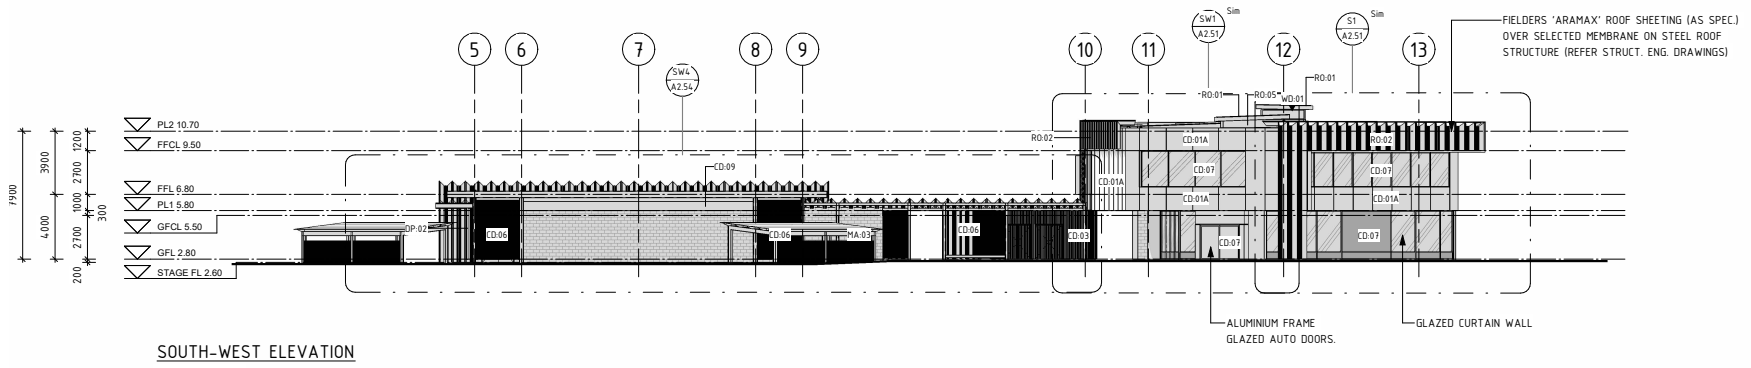 Sim
SW1
A2.51
Sim
S1
A2.51
FIELDERS 'ARAMAX' ROOF SHEETING (AS SPEC.)
OVER SELECTED MEMBRANE ON STEEL ROOF
STRUCTURE (REFER STRUCT. ENG. DRAWINGS)
5
6
7
8
9
10
11
12
13
SW4
A2.54
RO:01
RO:01
RO:05
WD:01
PL2 10.70
FFCL 9.50
FFL 6.80
PL1 5.80
GFCL 5.50
GFL 2.80
STAGE FL 2.60
7900
3900
4000
1200
2700
1000
300
2700
200
RO:02
CD:01A
RO:02
CD:09
CD:07
CD:07
CD:01A
CD:01A
CD:01A
DP:02
CD:06
CD:06
MA:03
CD:06
CD:03
CD:07
CD:07
ALUMINIUM FRAME
GLAZED AUTO DOORS.
GLAZED CURTAIN WALL
SOUTH-WEST ELEVATION